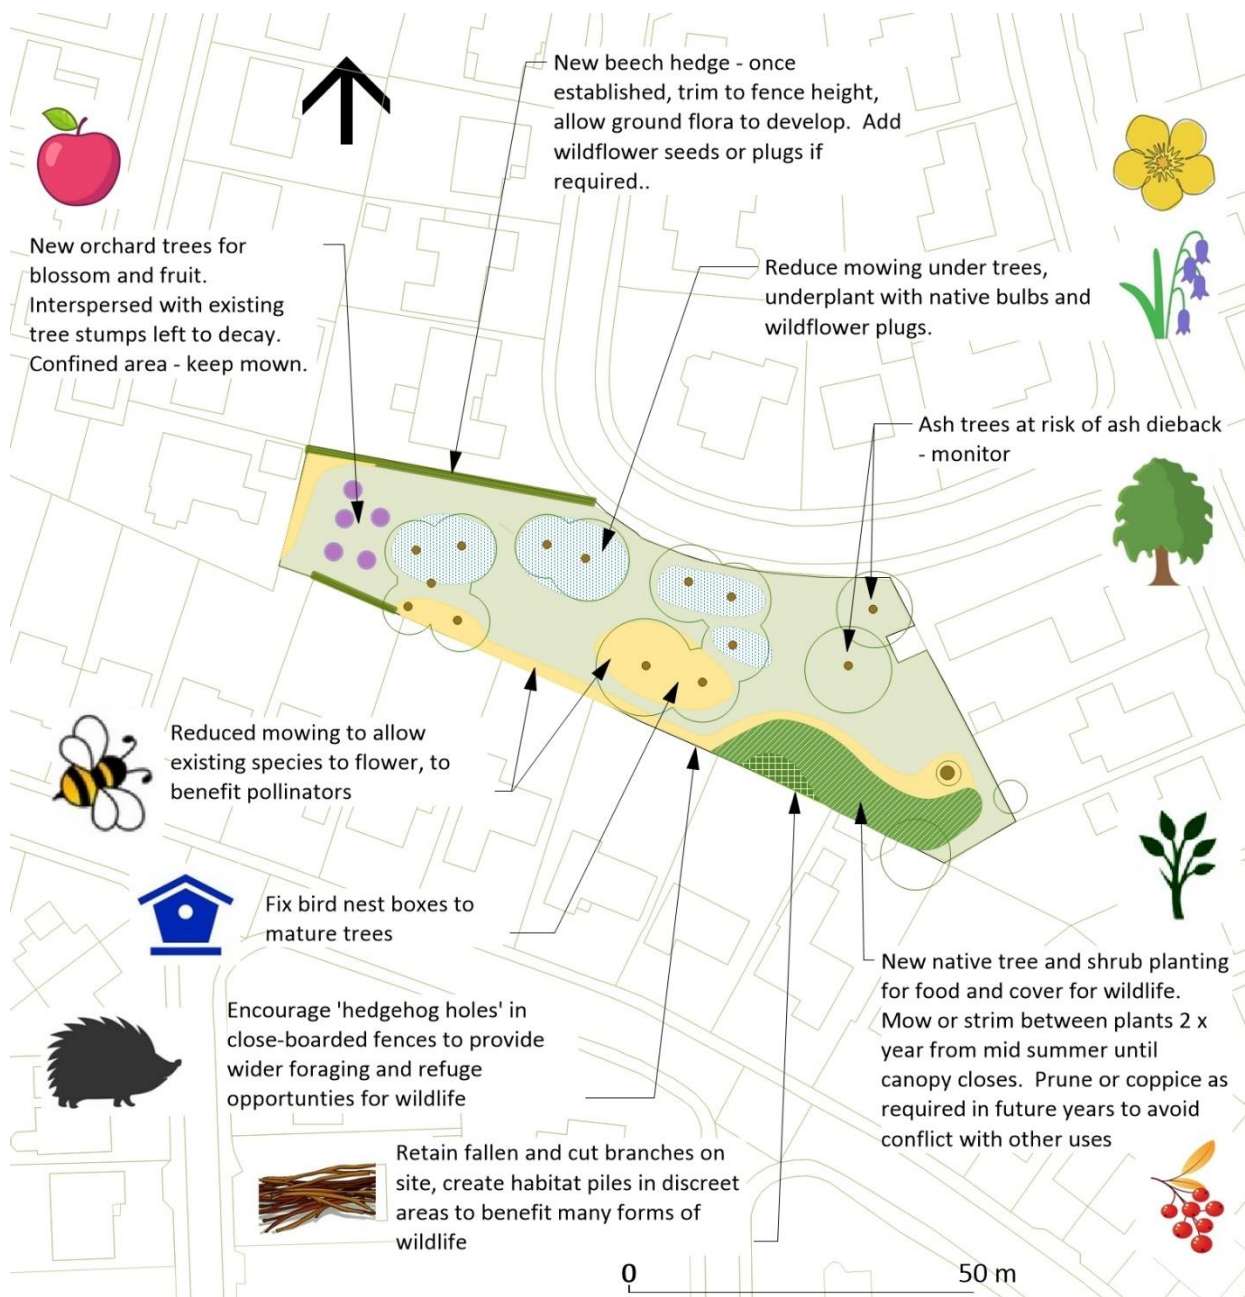 New beech hedge - once
established, trim to fence height,
allow ground flora to develop.  Add
wildflower seeds or plugs if
required..
New orchard trees for
blossom and fruit.
Interspersed with existing
tree stumps left to decay.
Confined area - keep mown.
Reduce mowing under trees,
underplant with native bulbs and
wildflower plugs.
Ash trees at risk of ash dieback
- monitor
Reduced mowing to allow
existing species to flower, to
benefit pollinators
Fix bird nest boxes to
mature trees
New native tree and shrub planting
for food and cover for wildlife.
Mow or strim between plants 2 x
year from mid summer until
canopy closes.  Prune or coppice as
required in future years to avoid
conflict with other uses
Encourage 'hedgehog holes' in
close-boarded fences to provide
wider foraging and refuge
opportunties for wildlife
Retain fallen and cut branches on
site, create habitat piles in discreet
areas to benefit many forms of
wildlife
0
50 m